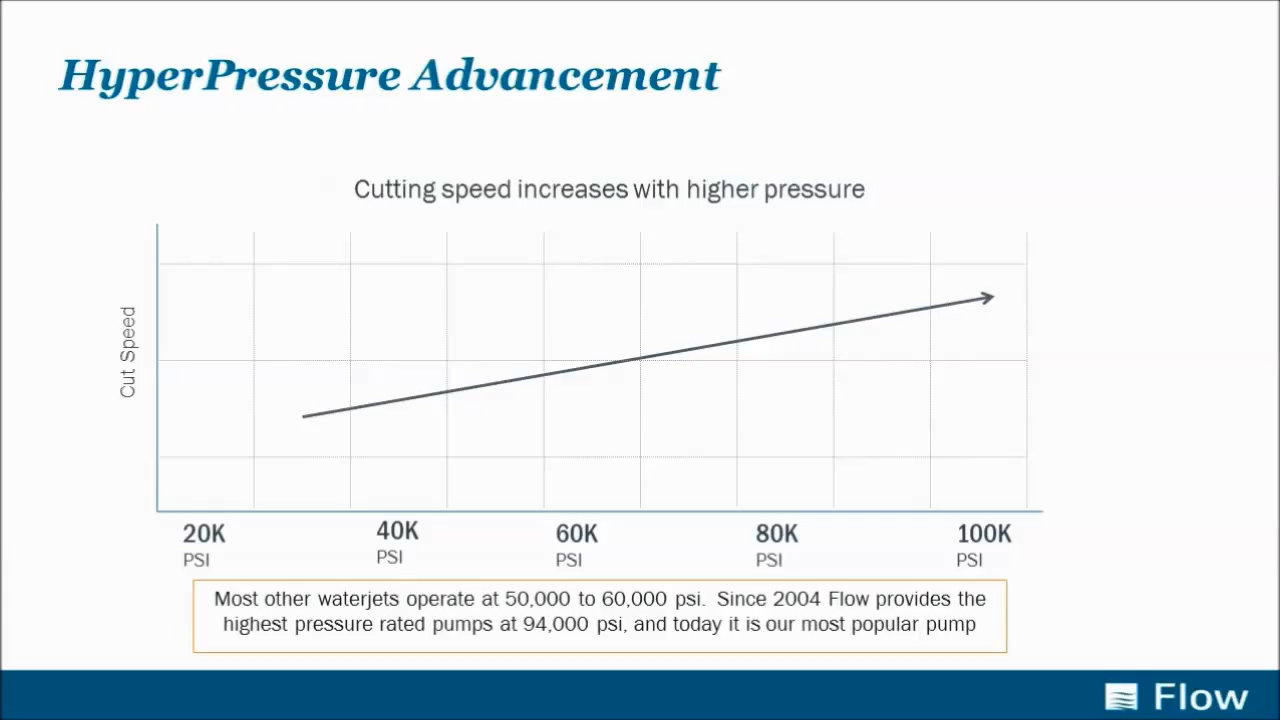 HyperPressure Advancement
Cutting speed increases with higher pressure
Cut Speed
20K 40K 60K 80K 100K
PSI PSI PSI PSI PSI
Most other waterjets operate at 50,000 to 60,000 psi. Since 2004 Flow provides the
highest pressure rated pumps at 94,000 psi, and today it is our most popular pump
Flow